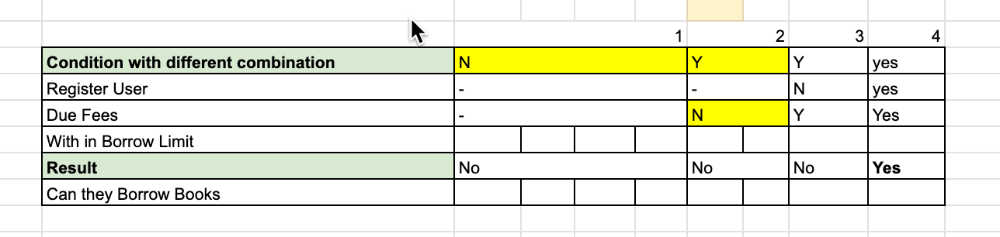 1 2 3 4
Condition with different combination N Y Y yes
Register User - - N yes
Due Fees - N Y Yes
With in Borrow Limit
Result No No No Yes
Can they Borrow Books